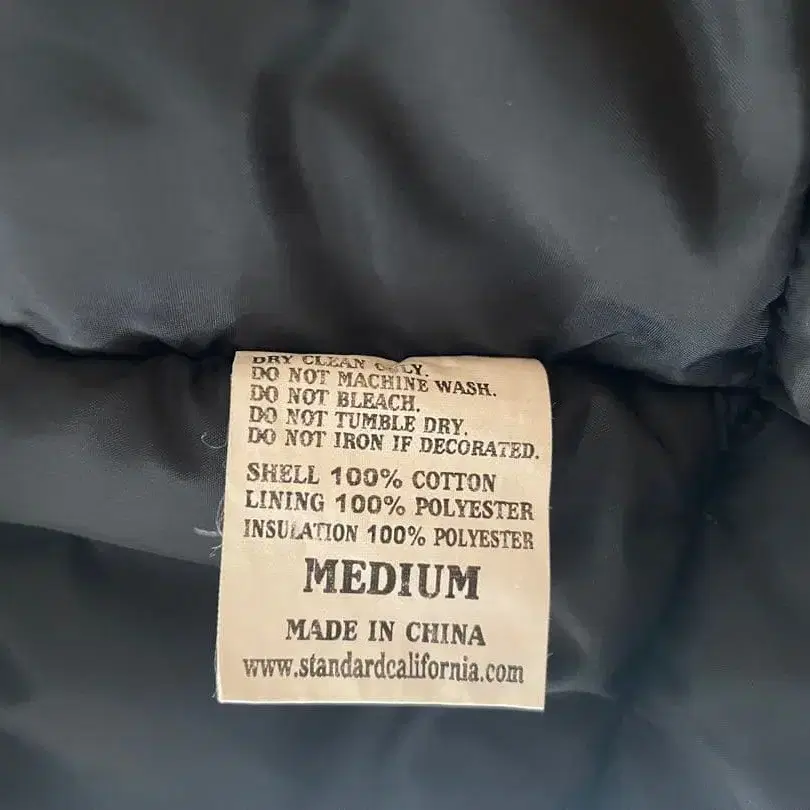 DRY CLEAN ONLY.
DO NOT MACHINE WASH.
DO NOT BLEACH.
DO NOT TUMBLE DRY.
DO NOT IRON IF DECORATED.
SHELL 100% COTTON
LINING 100% POLYESTER
INSULATION 100% POLYESTER
MEDIUM
MADE IN CHINA
www.standardcalifornia.com